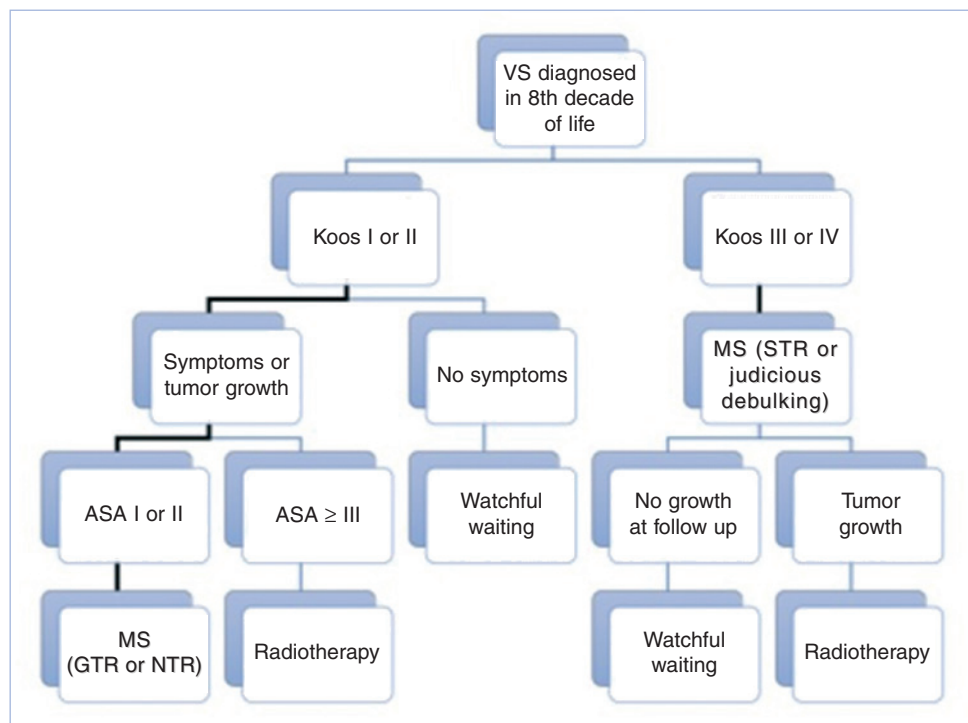 VS diagnosed
in 8th decade
of life
Koos I or II
Koos III or IV
Symptoms or
tumor growth
No symptoms
MS (STR or
judicious
debulking)
ASA I or II
ASA ≥ III
Watchful
waiting
No growth
at follow up
Tumor
growth
MS
(GTR or NTR)
Radiotherapy
Watchful
waiting
Radiotherapy